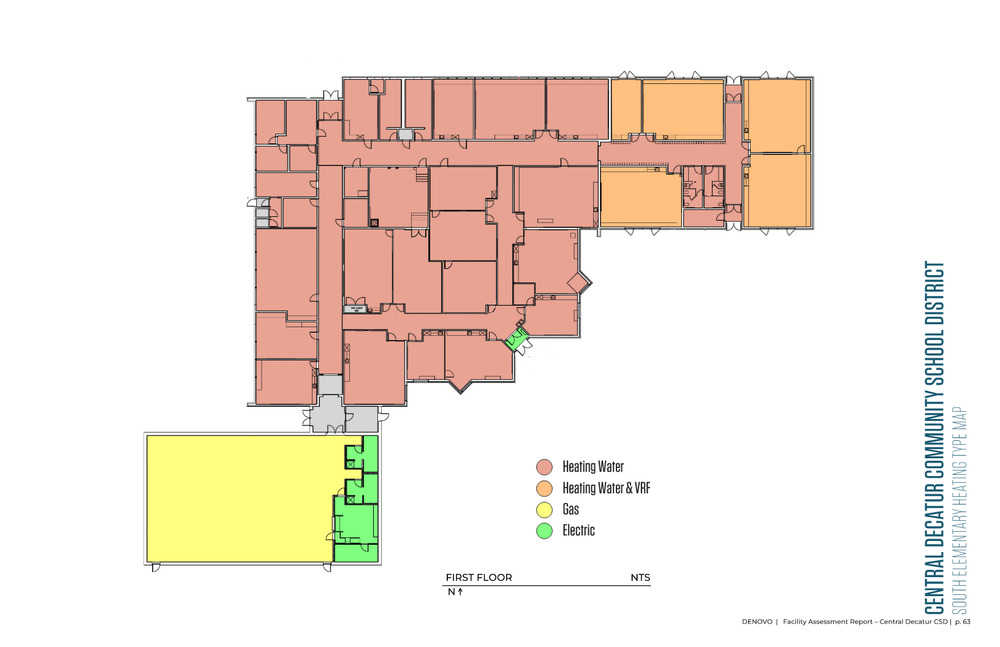 Heating Water
Heating Water & VRF
Gas
Electric
FIRST FLOOR NTS
N ↑
CENTRAL DECATUR COMMUNITY SCHOOL DISTRICT
SOUTH ELEMENTARY HEATING TYPE MAP
DENOVO | Facility Assessment Report – Central Decatur CSD | p. 63